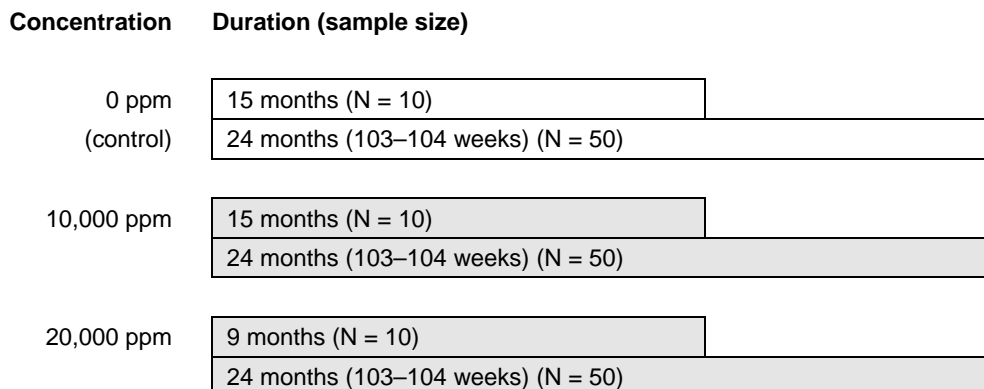 Concentration Duration (sample size)
0 ppm 15 months (N = 10)
(control) 24 months (103–104 weeks) (N = 50)
10,000 ppm 15 months (N = 10)
24 months (103–104 weeks) (N = 50)
20,000 ppm 9 months (N = 10)
24 months (103–104 weeks) (N = 50)